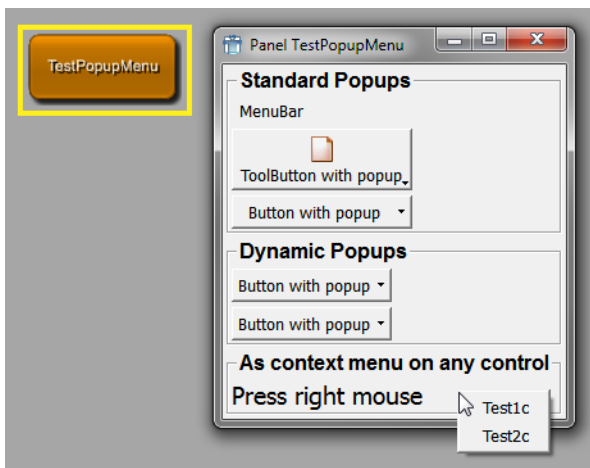 TestPopupMenu
Panel TestPopupMenu
Standard Popups
MenuBar
ToolButton with popup
Button with popup
Dynamic Popups
Button with popup
Button with popup
As context menu on any control
Press right mouse
Test1c
Test2c